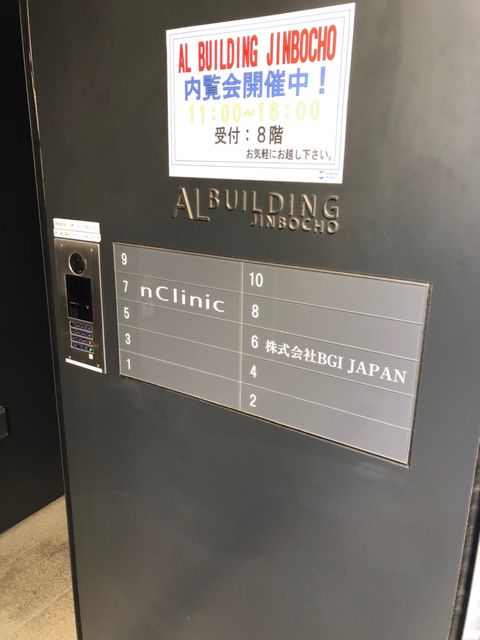 AL BUILDING JINBOCHO
内覧会開催中！
11:00~16:00
受付：8階
お気軽にお越し下さい。
AL BUILDING
JINBOCHO
9
10
7 nClinic
8
5
6 株式会社BGI JAPAN
3
4
1
2